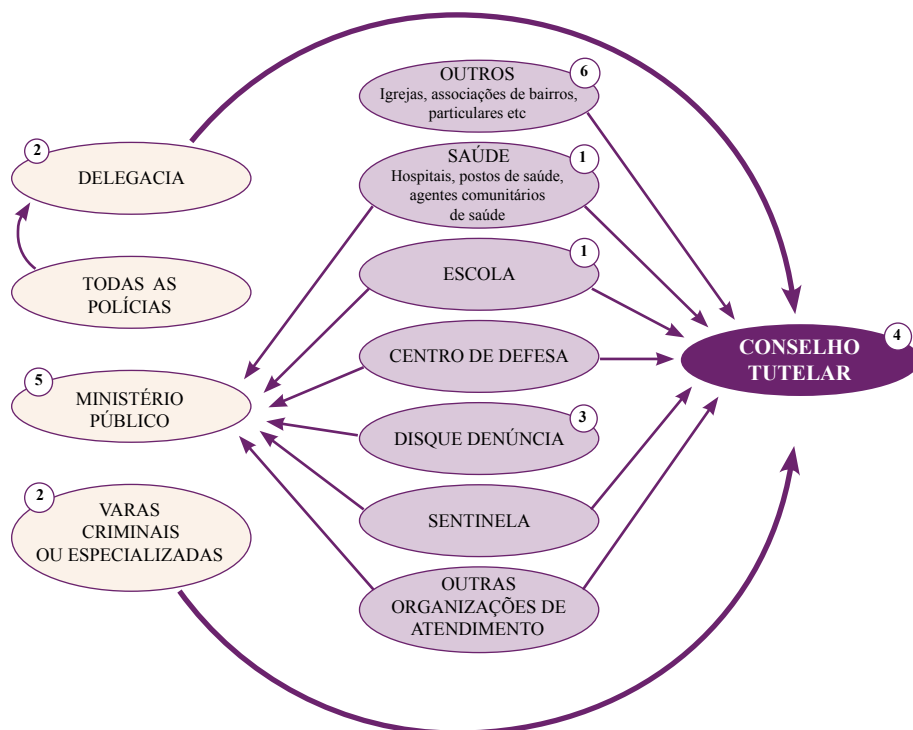 6
OUTROS
Igrejas, associações de bairros,
particulares etc
2
DELEGACIA
1
SAÚDE
Hospitais, postos de saúde,
agentes comunitários
de saúde
TODAS AS
POLÍCIAS
1
ESCOLA
CENTRO DE DEFESA
4
CONSELHO
TUTELAR
5
MINISTÉRIO
PÚBLICO
3
DISQUE DENÚNCIA
2
VARAS
CRIMINAIS
OU ESPECIALIZADAS
SENTINELA
OUTRAS
ORGANIZAÇÕES DE
ATENDIMENTO